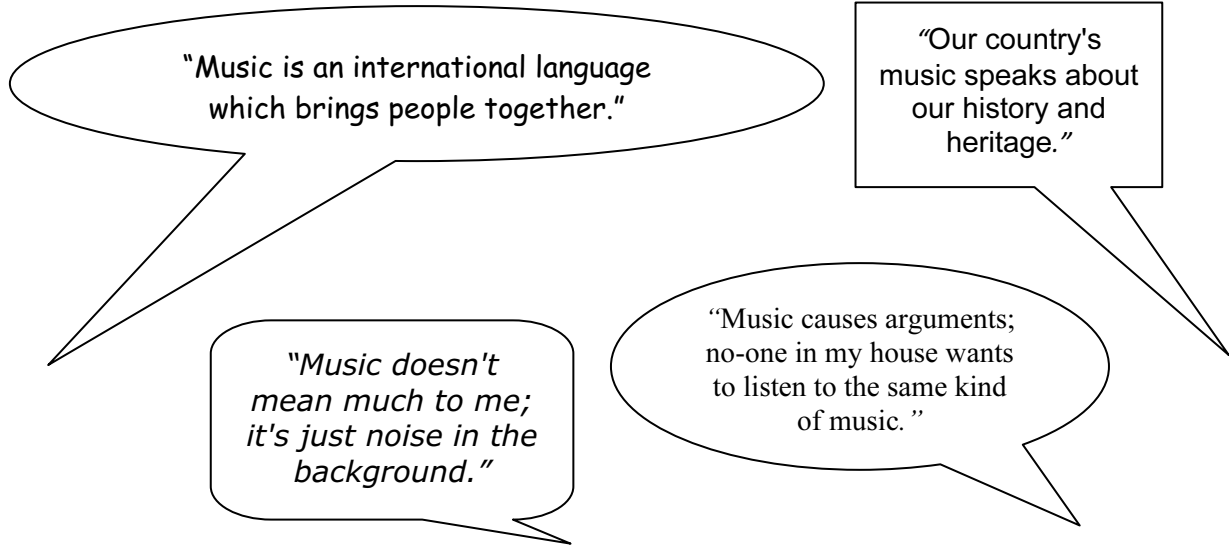 “Music is an international language
which brings people together.”
“Our country's
music speaks about
our history and
heritage.”
“Music doesn't
mean much to me;
it's just noise in the
background.”
“Music causes arguments;
no-one in my house wants
to listen to the same kind
of music.”